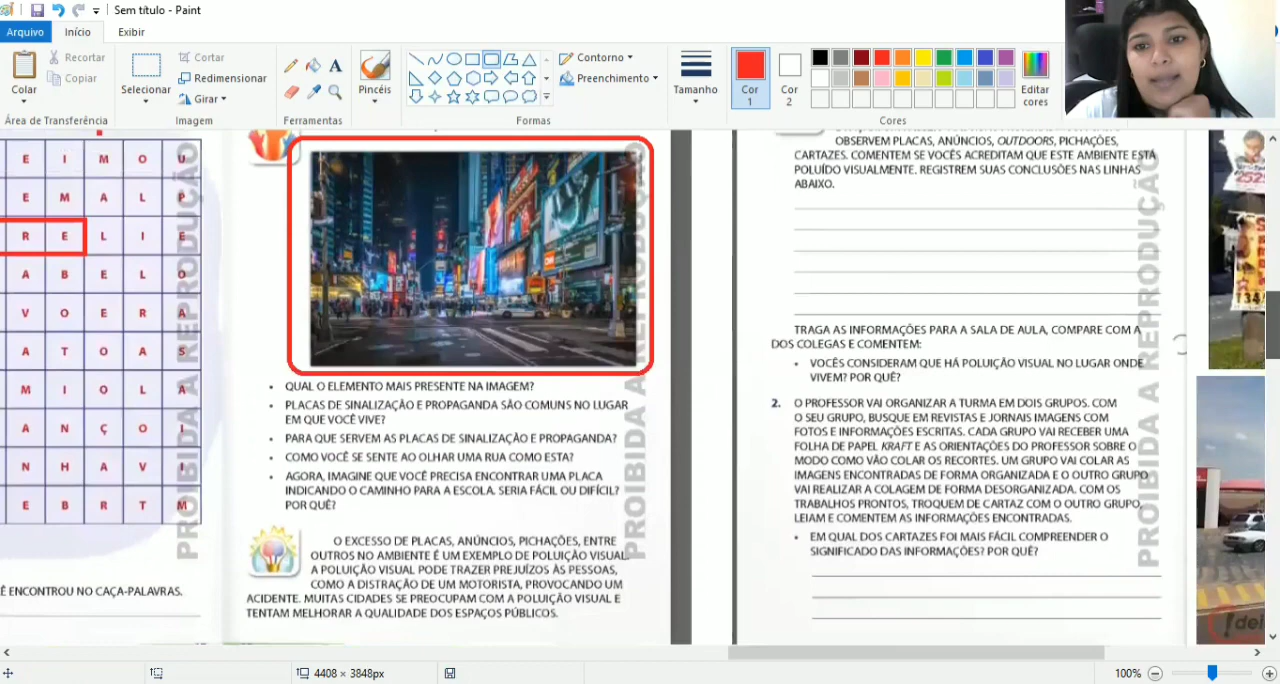 Sem título - Paint
Arquivo Início Exibir
Colar
Recortar
Copiar
Área de Transferência
Selecionar
Cortar
Redimensionar
Girar
Imagem
Ferramentas
Pincéis
Contorno
Preenchimento
Formas
Tamanho
Cor
1
Cor
2
Editar
cores
Cores
E I M O U
E M A L P
R E L I E
A B E L O
V O E R A
A T O A S
M I O L A
A N Ç O I
N H A V I
E B R T M
Ê ENCONTROU NO CAÇA-PALAVRAS.
PROIBIDA A REPRODUÇÃO
• QUAL O ELEMENTO MAIS PRESENTE NA IMAGEM?
• PLACAS DE SINALIZAÇÃO E PROPAGANDA SÃO COMUNS NO LUGAR
EM QUE VOCÊ VIVE?
• PARA QUE SERVEM AS PLACAS DE SINALIZAÇÃO E PROPAGANDA?
• COMO VOCÊ SE SENTE AO OLHAR UMA RUA COMO ESTA?
• AGORA, IMAGINE QUE VOCÊ PRECISA ENCONTRAR UMA PLACA
INDICANDO O CAMINHO PARA A ESCOLA. SERIA FÁCIL OU DIFÍCIL?
POR QUÊ?
O EXCESSO DE PLACAS, ANÚNCIOS, PICHAÇÕES, ENTRE
OUTROS NO AMBIENTE É UM EXEMPLO DE POLUIÇÃO VISUAL.
A POLUIÇÃO VISUAL PODE TRAZER PREJUÍZOS ÀS PESSOAS,
COMO A DISTRAÇÃO DE UM MOTORISTA, PROVOCANDO UM
ACIDENTE. MUITAS CIDADES SE PREOCUPAM COM A POLUIÇÃO VISUAL E
TENTAM MELHORAR A QUALIDADE DOS ESPAÇOS PÚBLICOS.
PROIBIDA A REPRODUÇÃO
OBSERVEM PLACAS, ANÚNCIOS, OUTDOORS, PICHAÇÕES,
CARTAZES. COMENTEM SE VOCÊS ACREDITAM QUE ESTE AMBIENTE ESTÁ
POLUÍDO VISUALMENTE. REGISTREM SUAS CONCLUSÕES NAS LINHAS
ABAIXO.
TRAGA AS INFORMAÇÕES PARA A SALA DE AULA, COMPARE COM A
DOS COLEGAS E COMENTEM:
• VOCÊS CONSIDERAM QUE HÁ POLUIÇÃO VISUAL NO LUGAR ONDE
VIVEM? POR QUÊ?
2. O PROFESSOR VAI ORGANIZAR A TURMA EM DOIS GRUPOS. COM
O SEU GRUPO, BUSQUE EM REVISTAS E JORNAIS IMAGENS COM
FOTOS E INFORMAÇÕES ESCRITAS. CADA GRUPO VAI RECEBER UMA
FOLHA DE PAPEL KRAFT E AS ORIENTAÇÕES DO PROFESSOR SOBRE O
MODO COMO VÃO COLAR OS RECORTES. UM GRUPO VAI COLAR AS
IMAGENS ENCONTRADAS DE FORMA ORGANIZADA E O OUTRO GRUPO
VAI REALIZAR A COLAGEM DE FORMA DESORGANIZADA. COM OS
TRABALHOS PRONTOS, TROQUEM DE CARTAZ COM O OUTRO GRUPO,
LEIAM E COMENTEM AS INFORMAÇÕES ENCONTRADAS.
• EM QUAL DOS CARTAZES FOI MAIS FÁCIL COMPREENDER O
SIGNIFICADO DAS INFORMAÇÕES? POR QUÊ?
PROIBIDA A REPRODUÇÃO
4408 × 3848px
100%